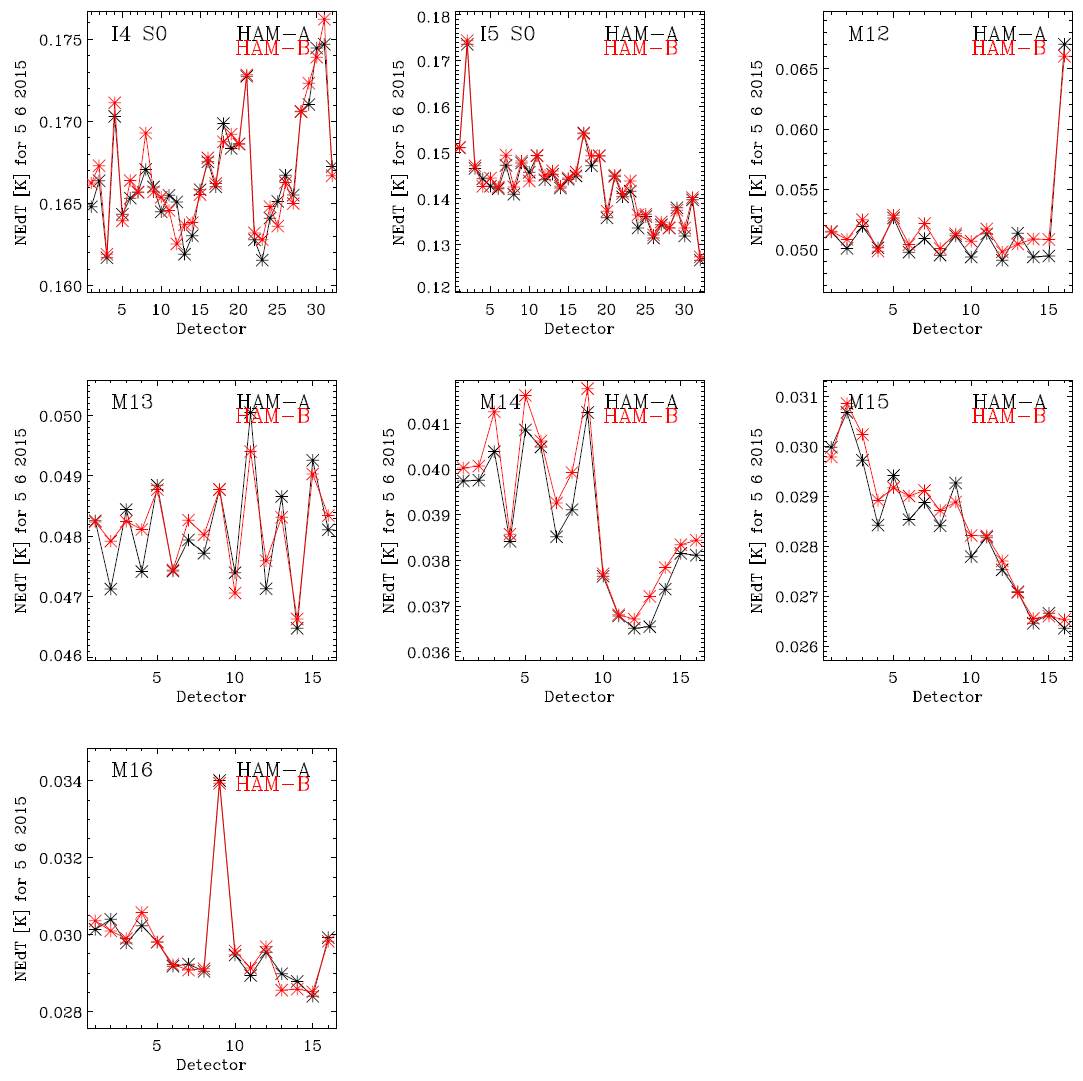 I4 S0
HAM-A
HAM-B
NEdT [K] for 5 6 2015
0.175
0.170
0.165
0.160
5 10 15 20 25 30
Detector
I5 S0
HAM-A
HAM-B
NEdT [K] for 5 6 2015
0.18
0.17
0.16
0.15
0.14
0.13
0.12
5 10 15 20 25 30
Detector
M12
HAM-A
HAM-B
NEdT [K] for 5 6 2015
0.065
0.060
0.055
0.050
5 10 15
Detector
M13
HAM-A
HAM-B
NEdT [K] for 5 6 2015
0.050
0.049
0.048
0.047
0.046
5 10 15
Detector
M14
HAM-A
HAM-B
NEdT [K] for 5 6 2015
0.041
0.040
0.039
0.038
0.037
0.036
5 10 15
Detector
M15
HAM-A
HAM-B
NEdT [K] for 5 6 2015
0.031
0.030
0.029
0.028
0.027
0.026
5 10 15
Detector
M16
HAM-A
HAM-B
NEdT [K] for 5 6 2015
0.034
0.032
0.030
0.028
5 10 15
Detector